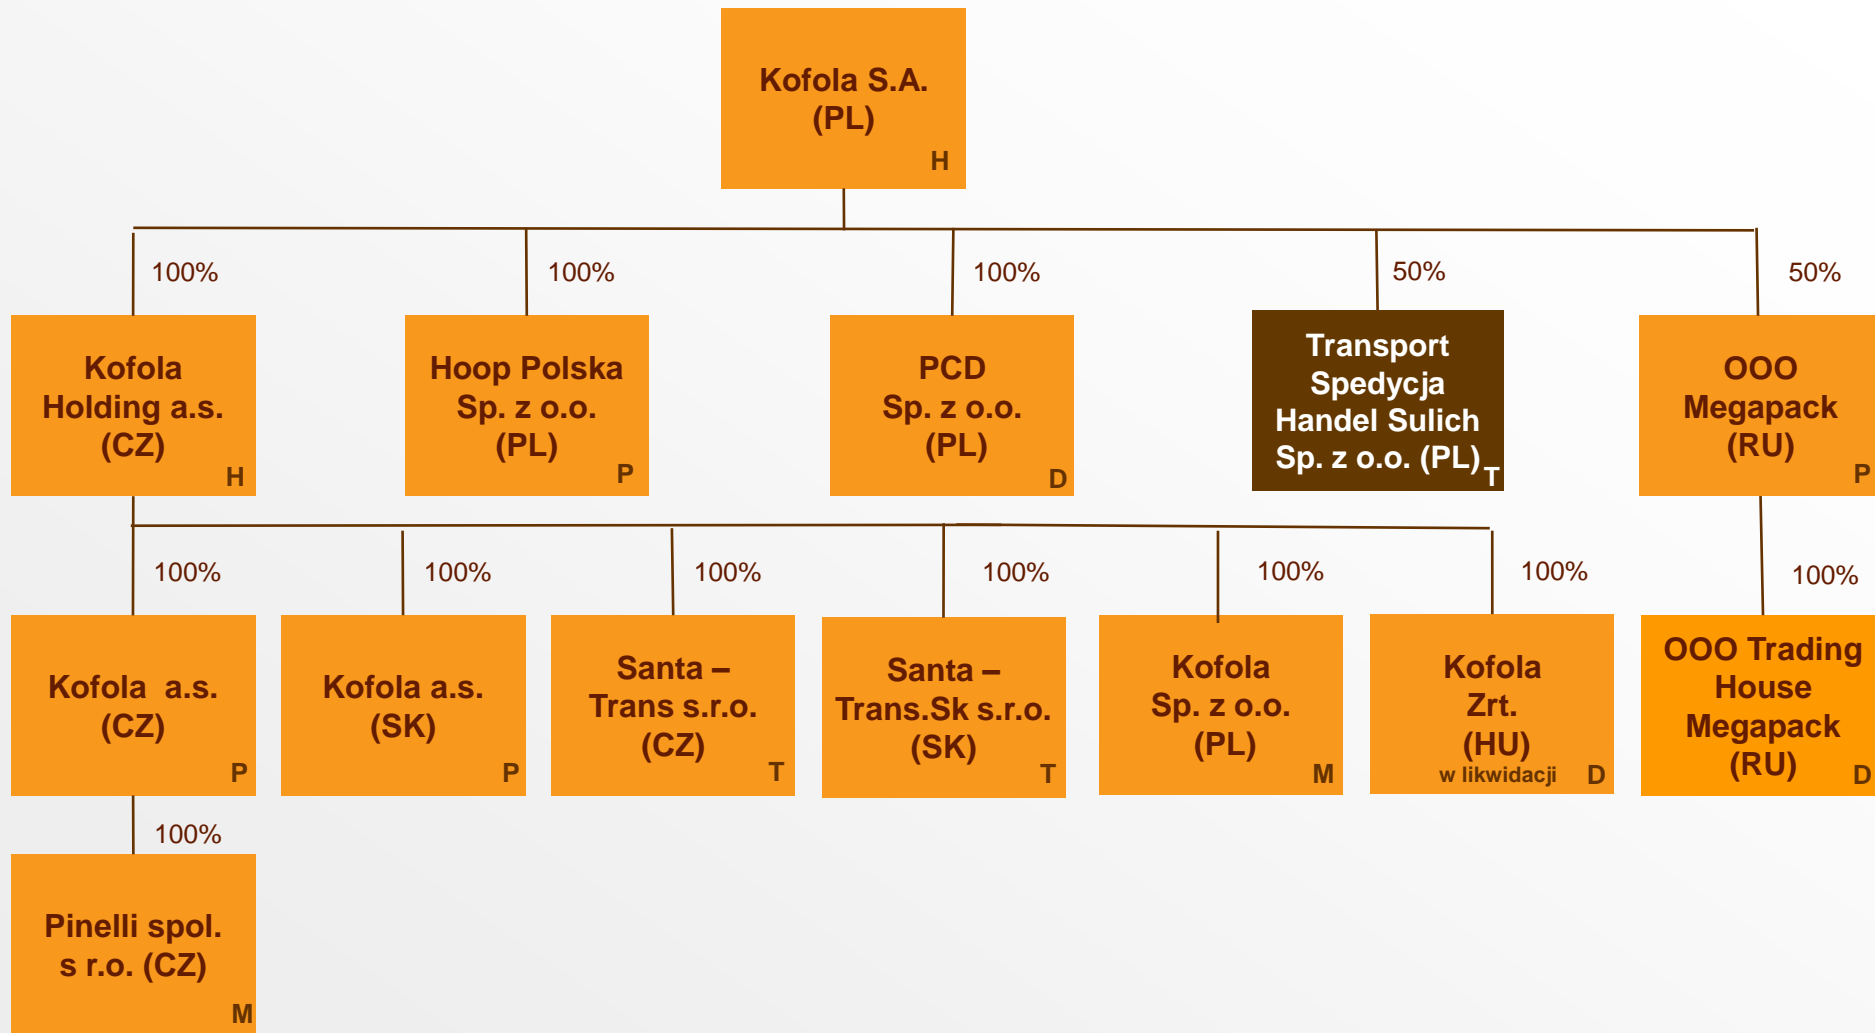 Kofola S.A.
(PL)
H
100%
100%
100%
50%
50%
Kofola
Holding a.s.
(CZ)
H
Hoop Polska
Sp. z o.o.
(PL)
P
PCD
Sp. z o.o.
(PL)
D
Transport
Spedycja
Handel Sulich
Sp. z o.o. (PL)
T
OOO
Megapack
(RU)
P
100%
100%
100%
100%
100%
100%
100%
Kofola a.s.
(CZ)
P
Kofola a.s.
(SK)
P
Santa –
Trans s.r.o.
(CZ)
T
Santa –
Trans.Sk s.r.o.
(SK)
T
Kofola
Sp. z o.o.
(PL)
M
Kofola
Zrt.
(HU)
w likwidacji
D
OOO Trading
House
Megapack
(RU)
D
100%
Pinelli spol.
s r.o. (CZ)
M